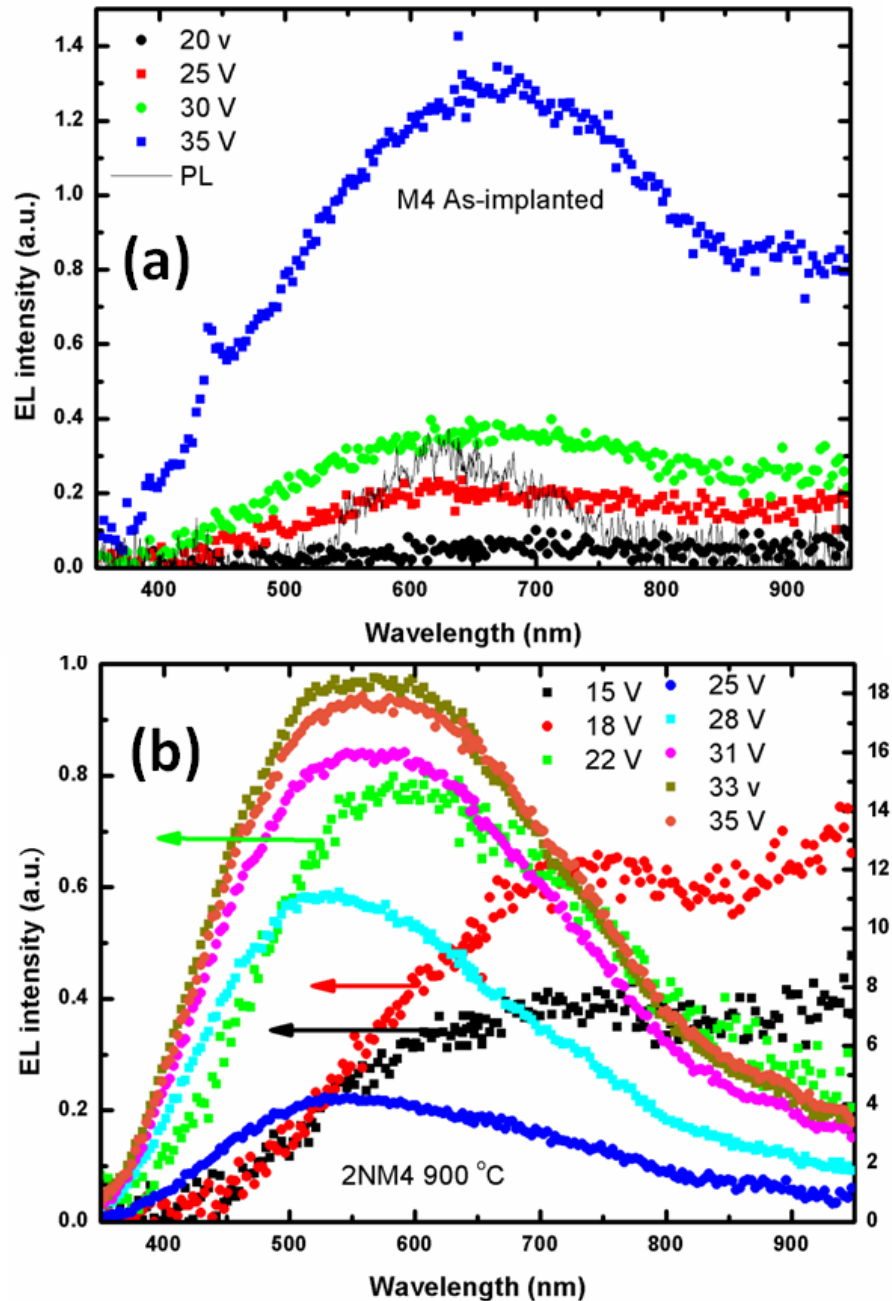 1.4
1.2
1.0
0.8
0.6
0.4
0.2
0.0
EL intensity (a.u.)
20 v
25 V
30 V
35 V
PL
M4 As-implanted
(a)
400 500 600 700 800 900
Wavelength (nm)
1.0
0.8
0.6
0.4
0.2
0.0
EL intensity (a.u.)
(b)
15 V
18 V
22 V
25 V
28 V
31 V
33 v
35 V
2NM4 900 °C
18
16
14
12
10
8
6
4
2
0
400 500 600 700 800 900
Wavelength (nm)